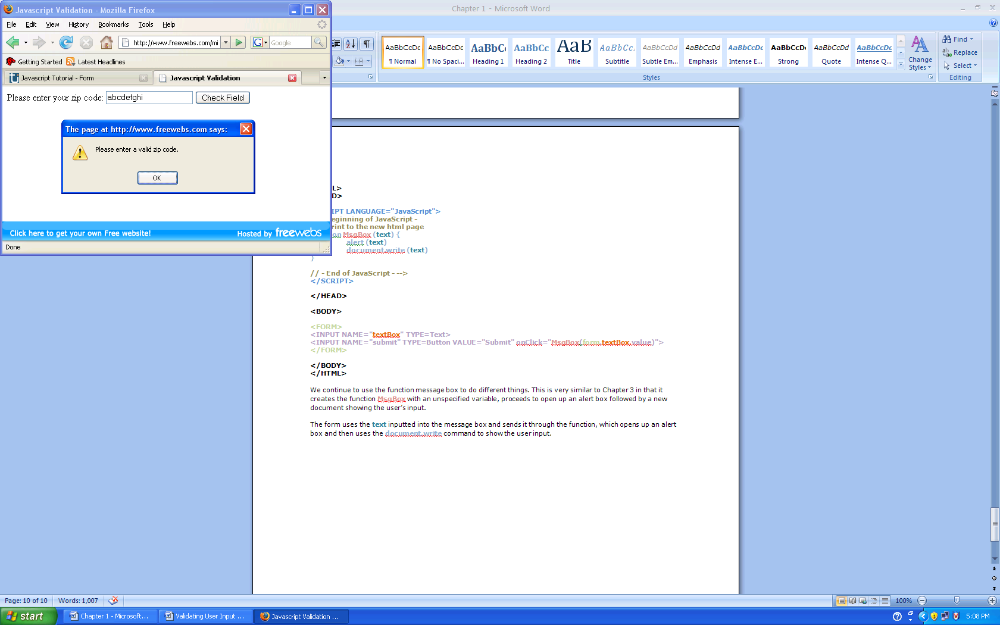 Javascript Validation - Mozilla Firefox
File Edit View History Bookmarks Tools Help
http://www.freewebs.com/mi
G Google
Getting Started Latest Headlines
Javascript Tutorial - Form
Javascript Validation
Please enter your zip code: abcdefghi Check Field
The page at http://www.freewebs.com says:
Please enter a valid zip code.
OK
Click here to get your own Free website!
Hosted by freewebs
Done
Chapter 1 - Microsoft Word
AaBbCcDc AaBbCcDc AaBbC AaBbCc AaB AaBbCc. AaBbCcDd AaBbCcDd AaBbCcDc AaBbCcDc AaBbCcDd AaBbCcDc
¶ Normal ¶ No Spaci... Heading 1 Heading 2 Title Subtitle Subtle Em... Emphasis Intense E... Strong Quote Intense Q...
Change Styles
Styles
Find
Replace
Select
Editing
L>
D>
IPT LANGUAGE="JavaScript">
eginning of JavaScript -
rint to the new html page
on MsgBox (text) {
alert (text)
document.write (text)
}
// - End of JavaScript - -->
</SCRIPT>
</HEAD>
<BODY>
<FORM>
<INPUT NAME="textBox" TYPE=Text>
<INPUT NAME="submit" TYPE=Button VALUE="Submit" onClick="MsgBox(form.textBox.value)">
</FORM>
</BODY>
</HTML>
We continue to use the function message box to do different things. This is very similar to Chapter 3 in that it
creates the function MsgBox with an unspecified variable, proceeds to open up an alert box followed by a new
document showing the user's input.
The form uses the text inputted into the message box and sends it through the function, which opens up an alert
box and then uses the document.write command to show the user input.
Page: 10 of 10 Words: 1,007
100%
start
Chapter 1 - Microsoft...
Validating User Input ...
Javascript Validation ...
5:08 PM